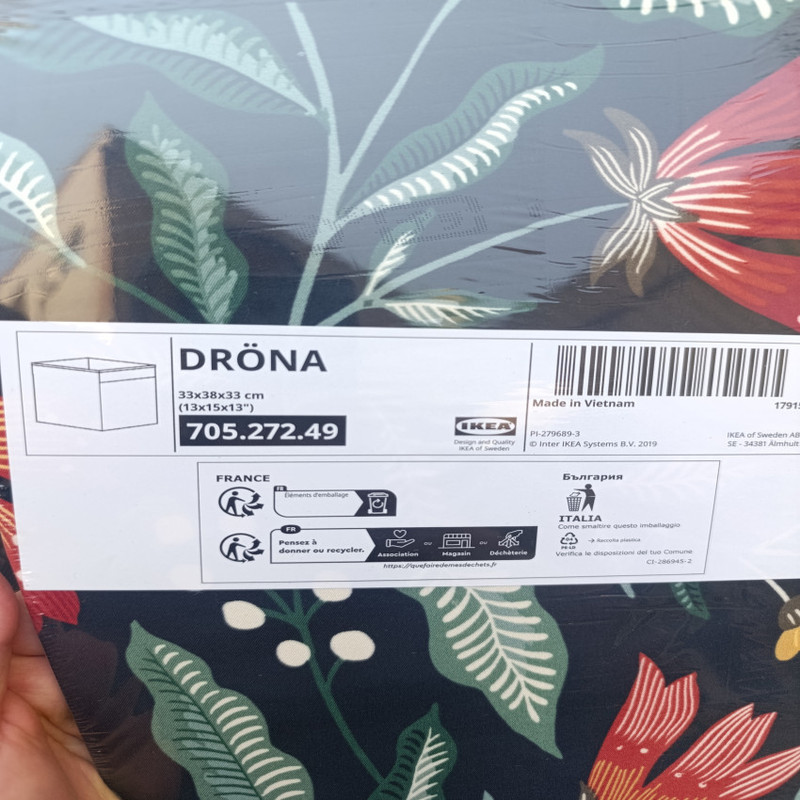 DRÖNA
33x38x33 cm
(13x15x13")
705.272.49
IKEA
Design and Quality
IKEA of Sweden
Made in Vietnam
PI-279689-3
© Inter IKEA Systems B.V. 2019
IKEA of Sweden AB
SE - 34381 Älmhult
FRANCE
FR
Éléments d'emballage
FR
Pensez à
donner ou recycler.
Association
ou
Magasin
ou
Déchèterie
https://quefairedemesdechets.fr
България
ITALIA
Come smaltire questo imballaggio.
→ Raccolta plastica.
Verifica le disposizioni del tuo Comune
CI-286945-2